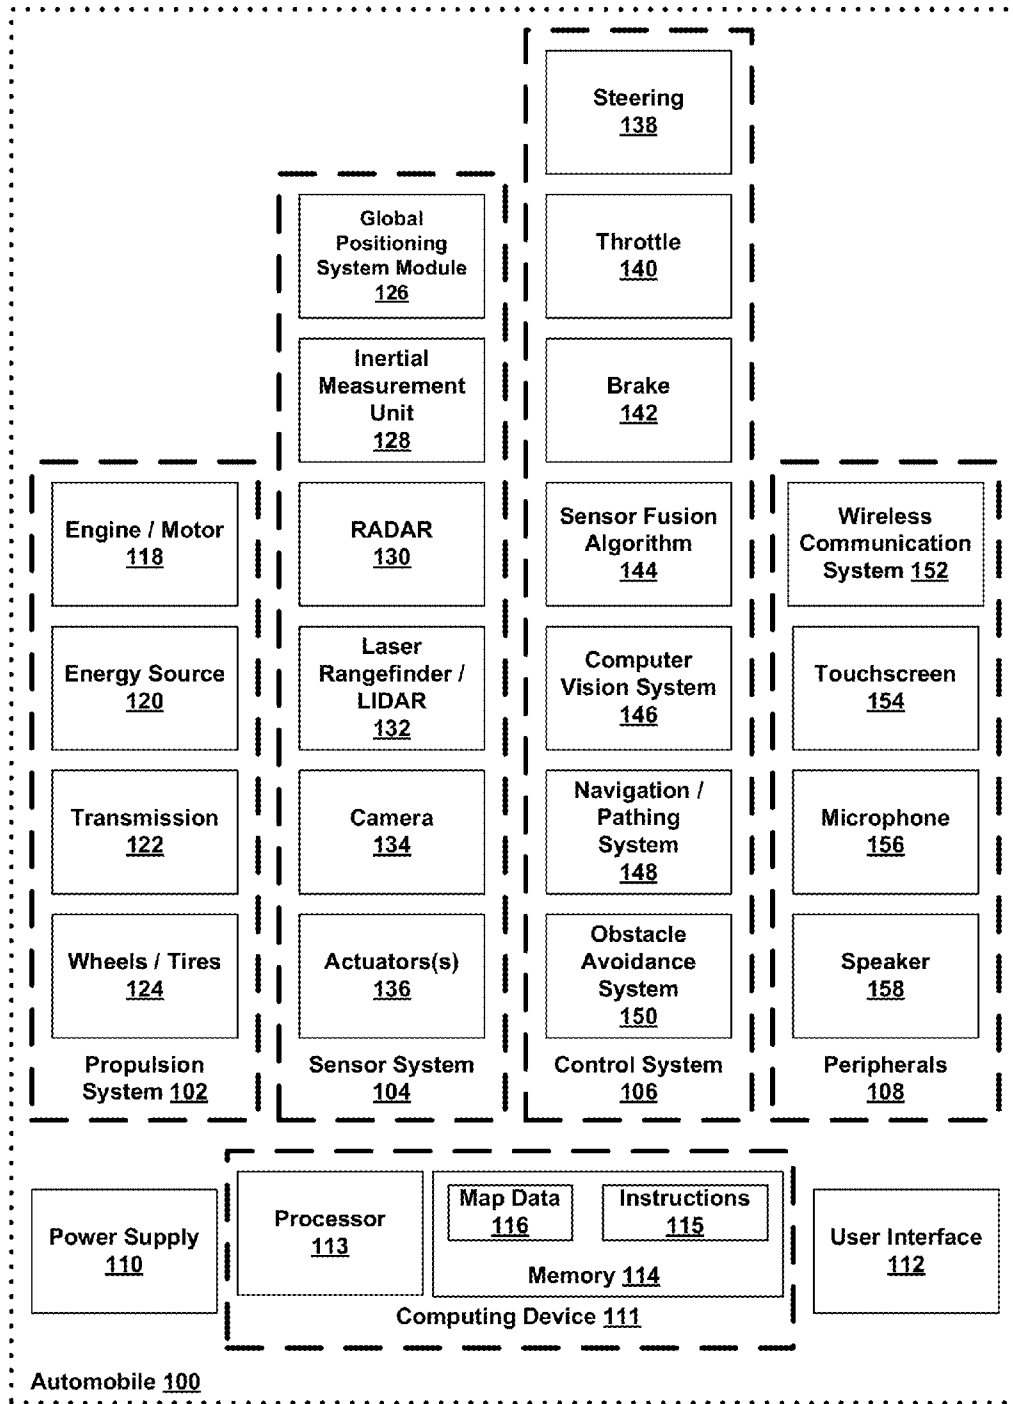 Steering
138
Throttle
140
Brake
142
Sensor Fusion
Algorithm
144
Computer
Vision System
146
Navigation /
Pathing
System
148
Obstacle
Avoidance
System
150
Control System
106
Global
Positioning
System Module
126
Inertial
Measurement
Unit
128
RADAR
130
Laser
Rangefinder /
LIDAR
132
Camera
134
Actuators(s)
136
Sensor System
104
Engine / Motor
118
Energy Source
120
Transmission
122
Wheels / Tires
124
Propulsion
System 102
Wireless
Communication
System 152
Touchscreen
154
Microphone
156
Speaker
158
Peripherals
108
Power Supply
110
Processor
113
Map Data
116
Instructions
115
Memory 114
Computing Device 111
User Interface
112
Automobile 100